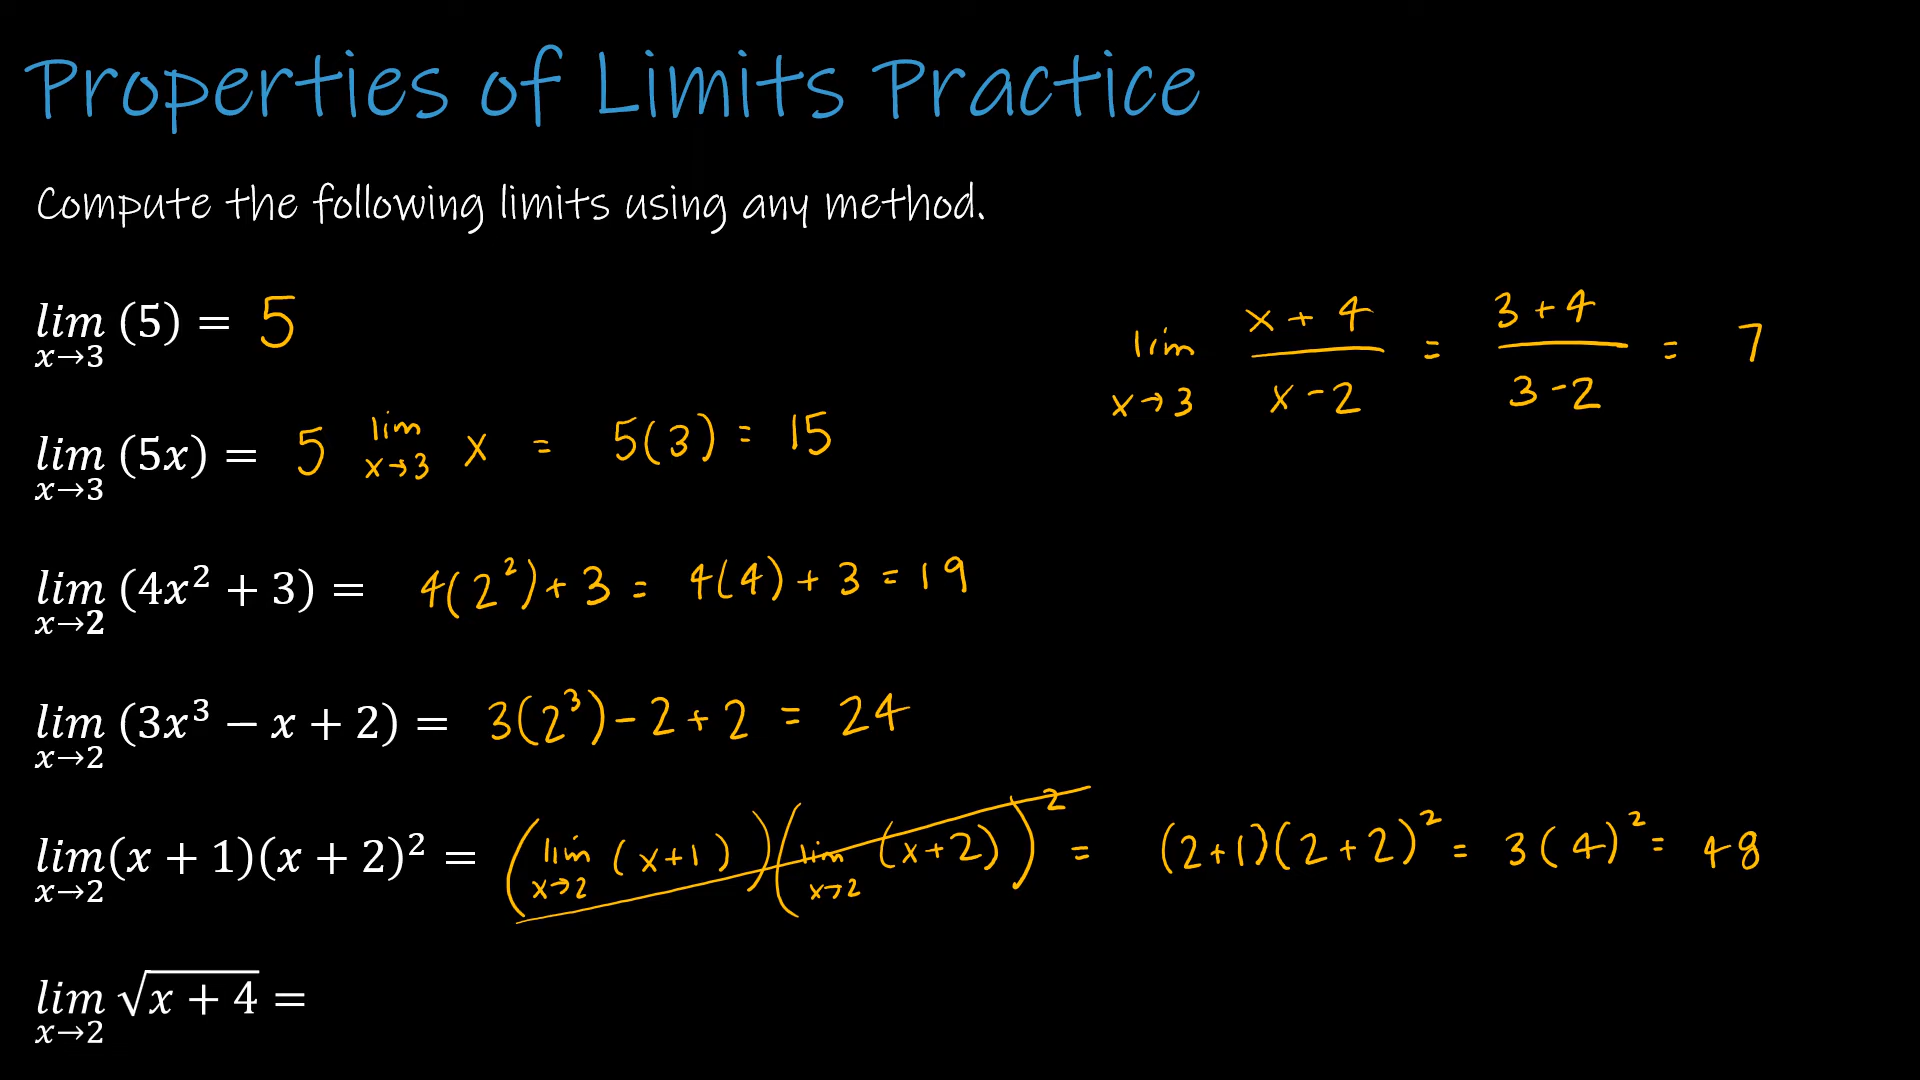 Properties of Limits Practice
Compute the following limits using any method.
lim x→3 (5) = 5
lim x→3 (5x) = 5 lim x→3 x = 5(3) = 15
lim x→2 (4x² + 3) = 4(2²) + 3 = 4(4) + 3 = 19
lim x→2 (3x³ − x + 2) = 3(2³) − 2 + 2 = 24
lim x→2 (x + 1)(x + 2)² = (lim x→2 (x+1))(lim x→2 (x+2))² = (2+1)(2+2)² = 3(4)² = 48
lim x→2 √(x + 4) =
lim x→3 (x + 4)/(x − 2) = (3 + 4)/(3 − 2) = 7